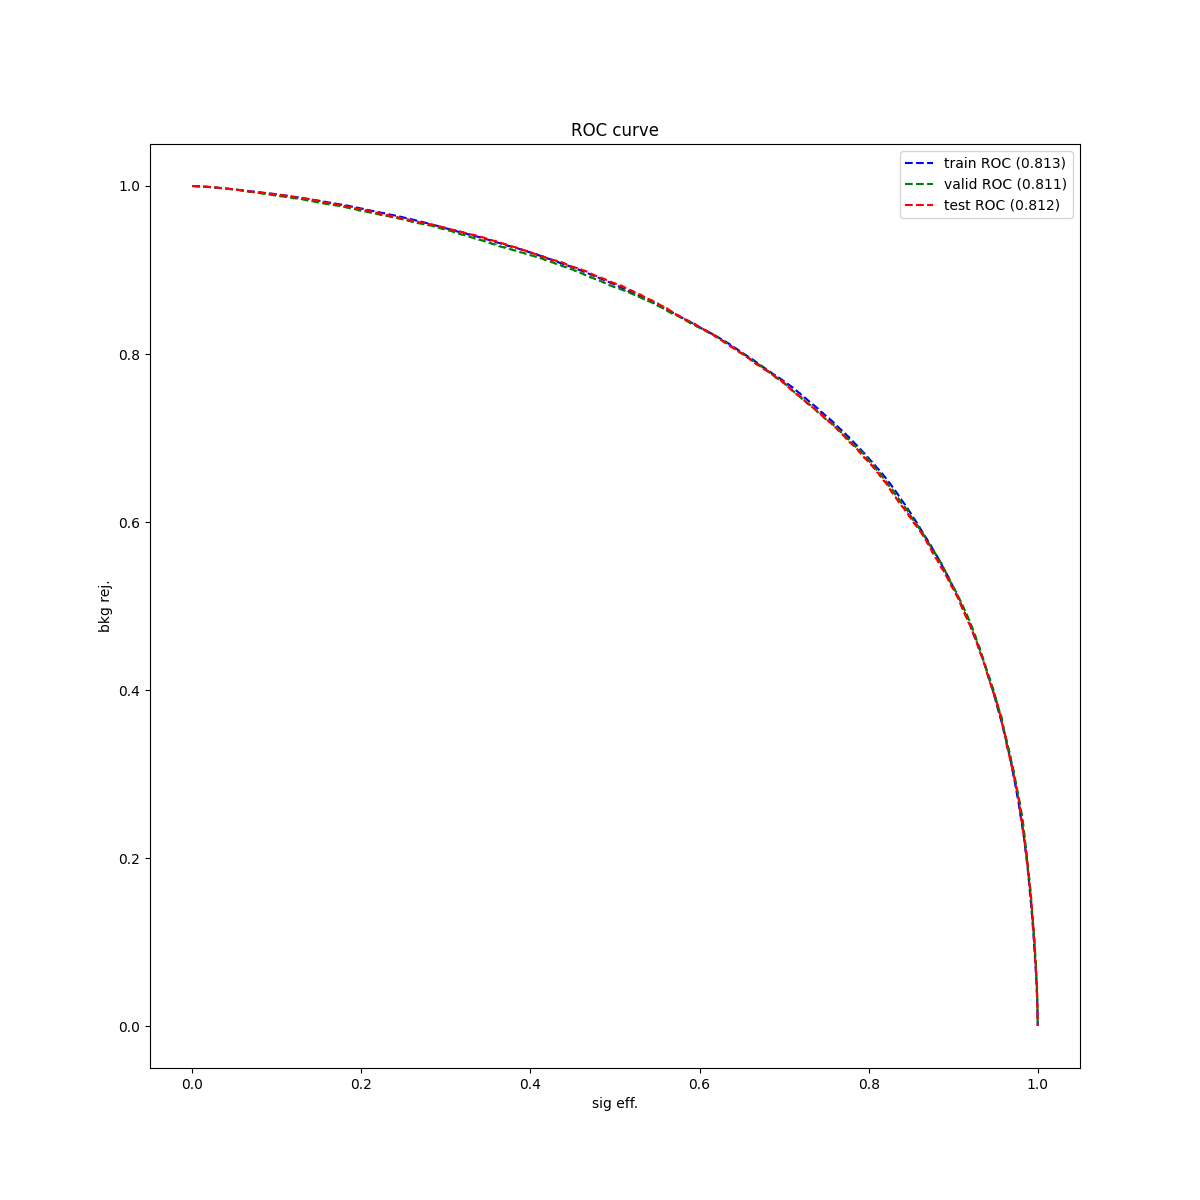 ROC curve
train ROC (0.813)
valid ROC (0.811)
test ROC (0.812)
1.0
0.8
0.6
0.4
0.2
0.0
bkg rej.
0.0 0.2 0.4 0.6 0.8 1.0
sig eff.